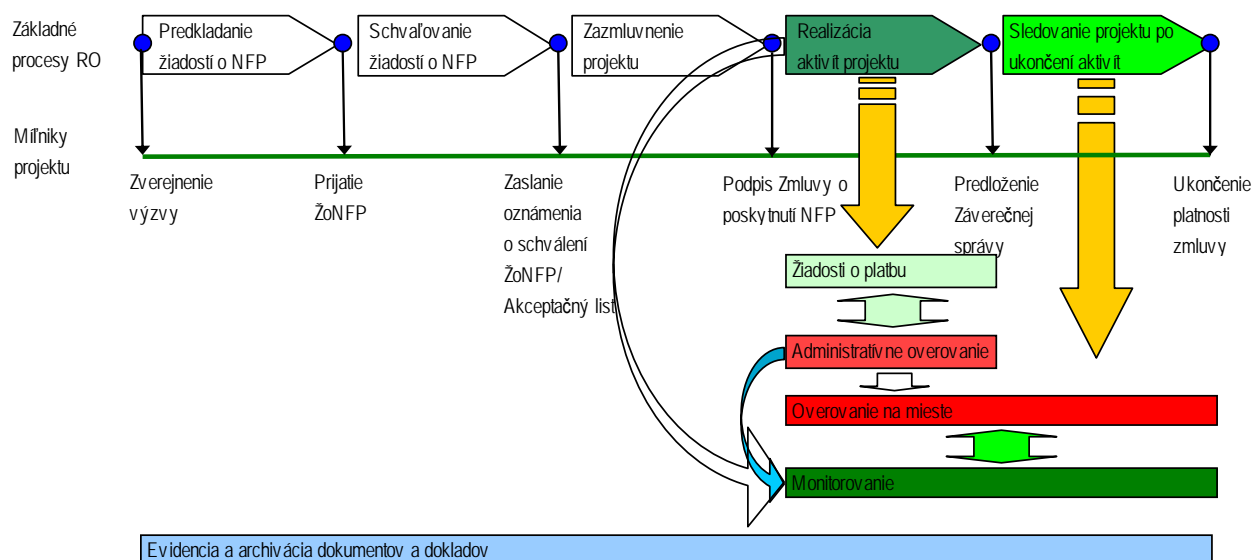 Základné
procesy RO
Predkladanie
žiadostí o NFP
Schvaľovanie
žiadostí o NFP
Zazmluvnenie
projektu
Realizácia
aktivít projektu
Sledovanie projektu po
ukončení aktivít
Míľniky
projektu
Zverejnenie
výzvy
Prijatie
ŽoNFP
Zaslanie
oznámenia
o schválení
ŽoNFP/
Akceptačný list
Podpis Zmluvy o
poskytnutí NFP
Predloženie
Záverečnej
správy
Ukončenie
platnosti
zmluvy
Žiadosti o platbu
Administratívne overovanie
Overovanie na mieste
Monitorovanie
Evidencia a archivácia dokumentov a dokladov